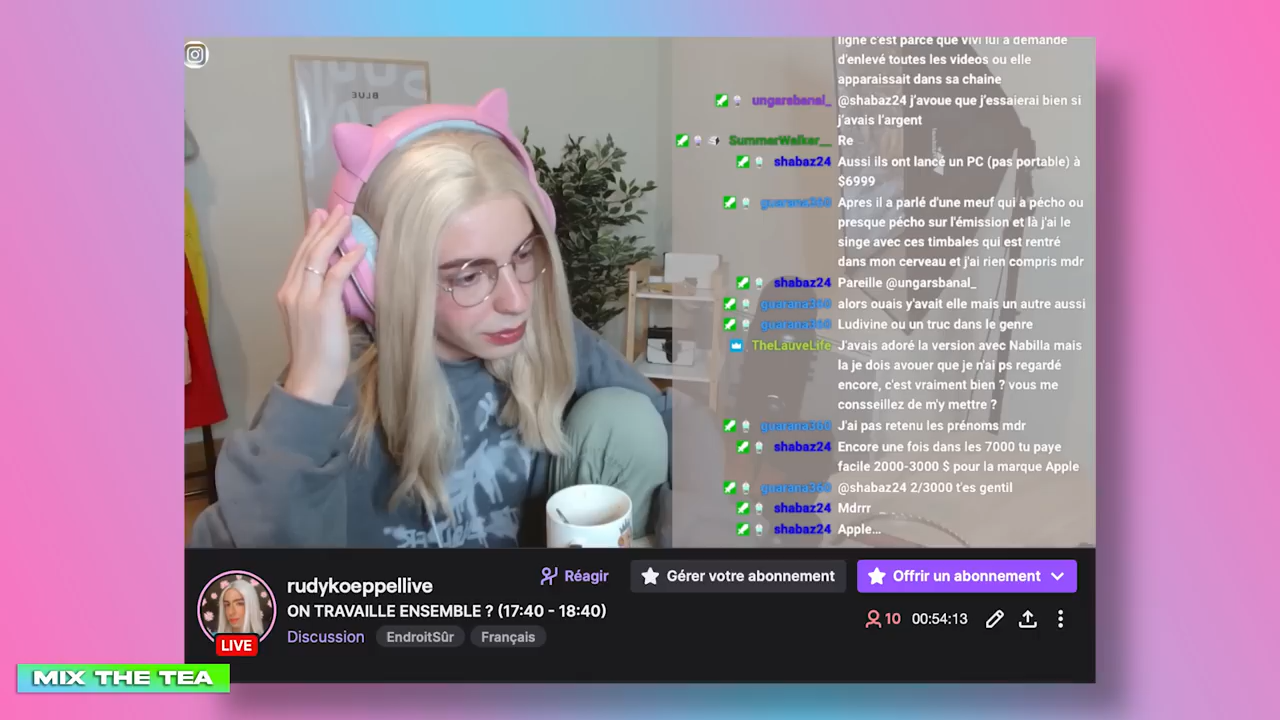 BLUE
ligne c'est parce que vivi lui a demande
d'enlevé toutes les videos ou elle
apparaissait dans sa chaine
ungarsbanal_ @shabaz24 j'avoue que j'essaierai bien si
j'avais l'argent
SummerWalker__ Re
shabaz24 Aussi ils ont lancé un PC (pas portable) à
$6999
guarana360 Apres il a parlé d'une meuf qui a pécho ou
presque pécho sur l'émission et là j'ai le
singe avec ces timbales qui est rentré
dans mon cerveau et j'ai rien compris mdr
shabaz24 Pareille @ungarsbanal_
guarana360 alors ouais y'avait elle mais un autre aussi
guarana360 Ludivine ou un truc dans le genre
TheLauveLife J'avais adoré la version avec Nabilla mais
la je dois avouer que je n'ai ps regardé
encore, c'est vraiment bien ? vous me
consseillez de m'y mettre ?
guarana360 J'ai pas retenu les prénoms mdr
shabaz24 Encore une fois dans les 7000 tu paye
facile 2000-3000 $ pour la marque Apple
guarana360 @shabaz24 2/3000 t'es gentil
shabaz24 Mdrrr
shabaz24 Apple...
rudykoeppellive
Réagir
Gérer votre abonnement
Offrir un abonnement
ON TRAVAILLE ENSEMBLE ? (17:40 - 18:40)
10 00:54:13
Discussion EndroitSûr Français
LIVE
MIX THE TEA